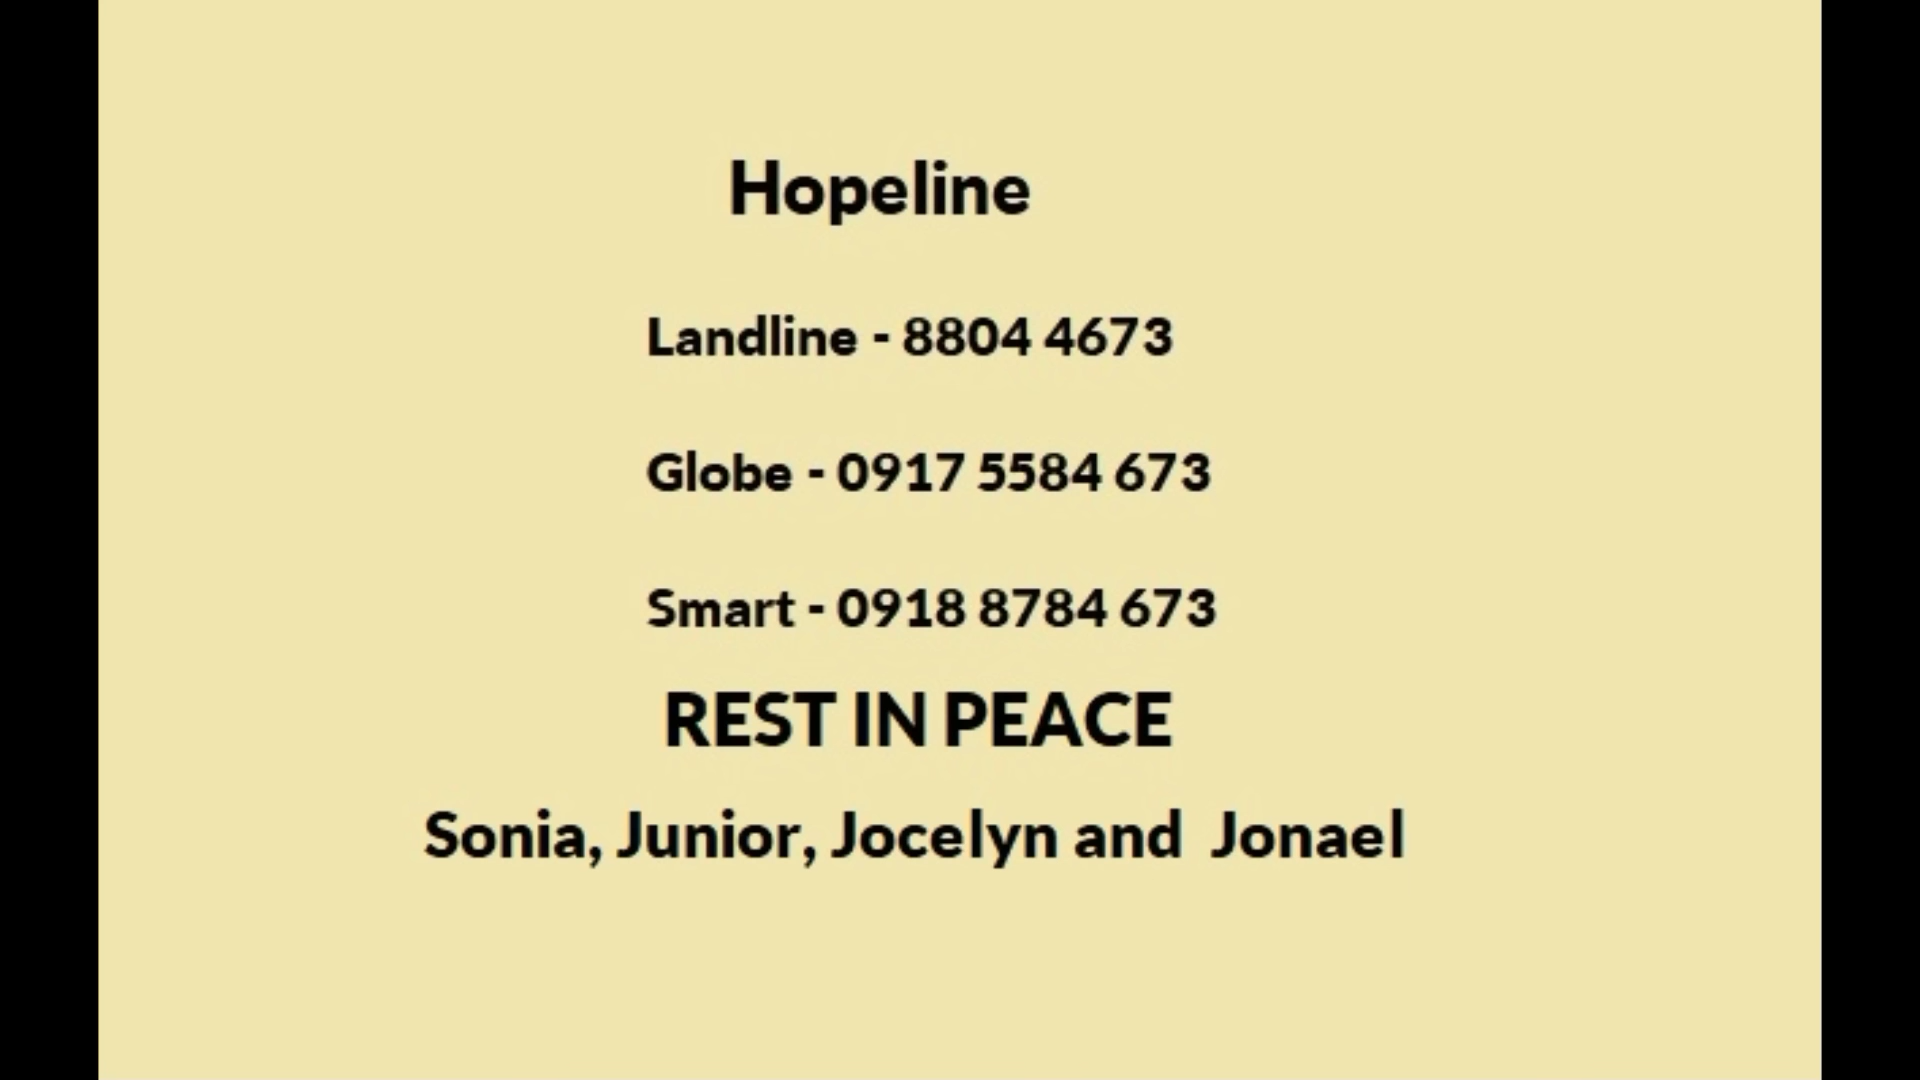 Hopeline
Landline - 8804 4673
Globe - 0917 5584 673
Smart - 0918 8784 673
REST IN PEACE
Sonia, Junior, Jocelyn and Jonael